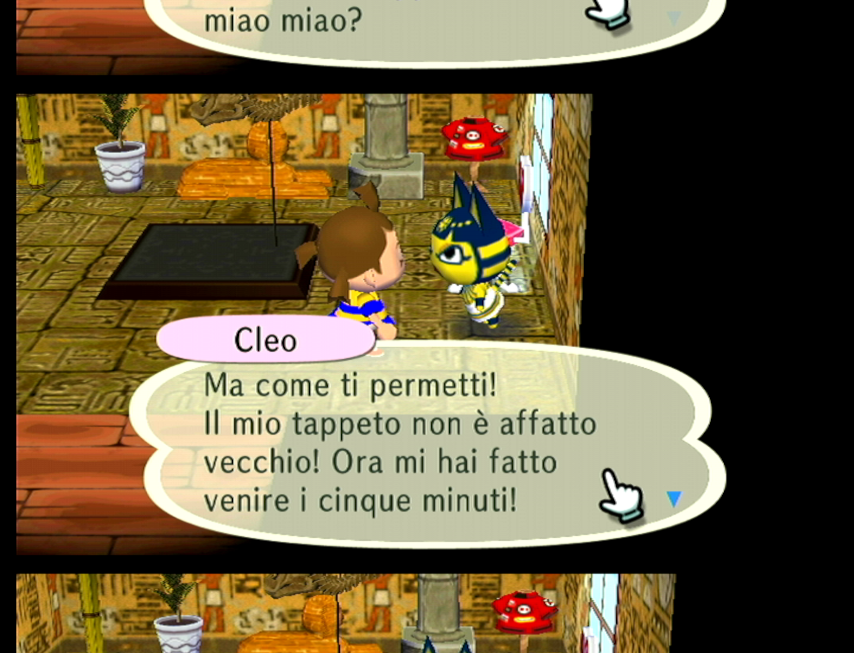 miao miao?
Cleo
Ma come ti permetti!
Il mio tappeto non è affatto
vecchio! Ora mi hai fatto
venire i cinque minuti!